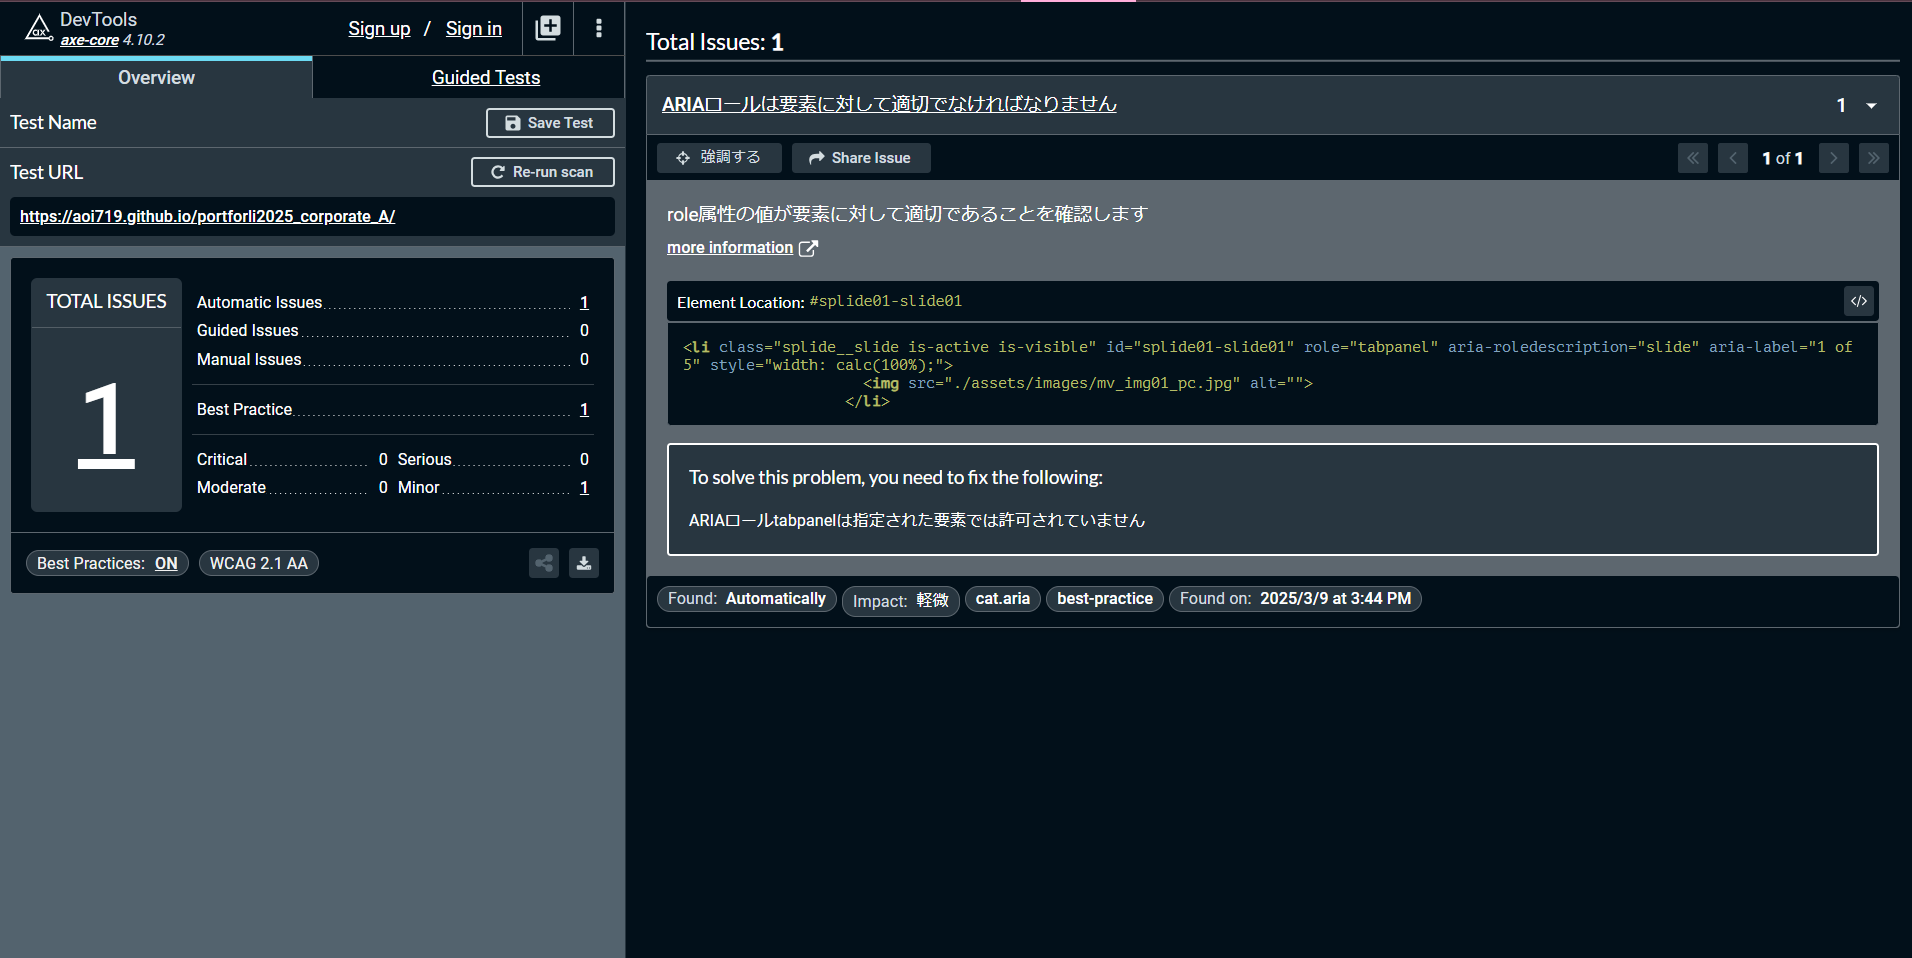 DevTools
axe-core 4.10.2
Sign up / Sign in
Overview
Guided Tests
Test Name
Save Test
Test URL
Re-run scan
https://aoi719.github.io/portforli2025_corporate_A/
TOTAL ISSUES
1
Automatic Issues 1
Guided Issues 0
Manual Issues 0
Best Practice 1
Critical 0 Serious 0
Moderate 0 Minor 1
Best Practices: ON
WCAG 2.1 AA
Total Issues: 1
ARIAロールは要素に対して適切でなければなりません 1
強調する
Share Issue
1 of 1
role属性の値が要素に対して適切であることを確認します
more information
Element Location: #splide01-slide01
</>
<li class="splide__slide is-active is-visible" id="splide01-slide01" role="tabpanel" aria-roledescription="slide" aria-label="1 of
5" style="width: calc(100%);">
<img src="./assets/images/mv_img01_pc.jpg" alt="">
</li>
To solve this problem, you need to fix the following:
ARIAロールtabpanelは指定された要素では許可されていません
Found: Automatically
Impact: 軽微
cat.aria
best-practice
Found on: 2025/3/9 at 3:44 PM